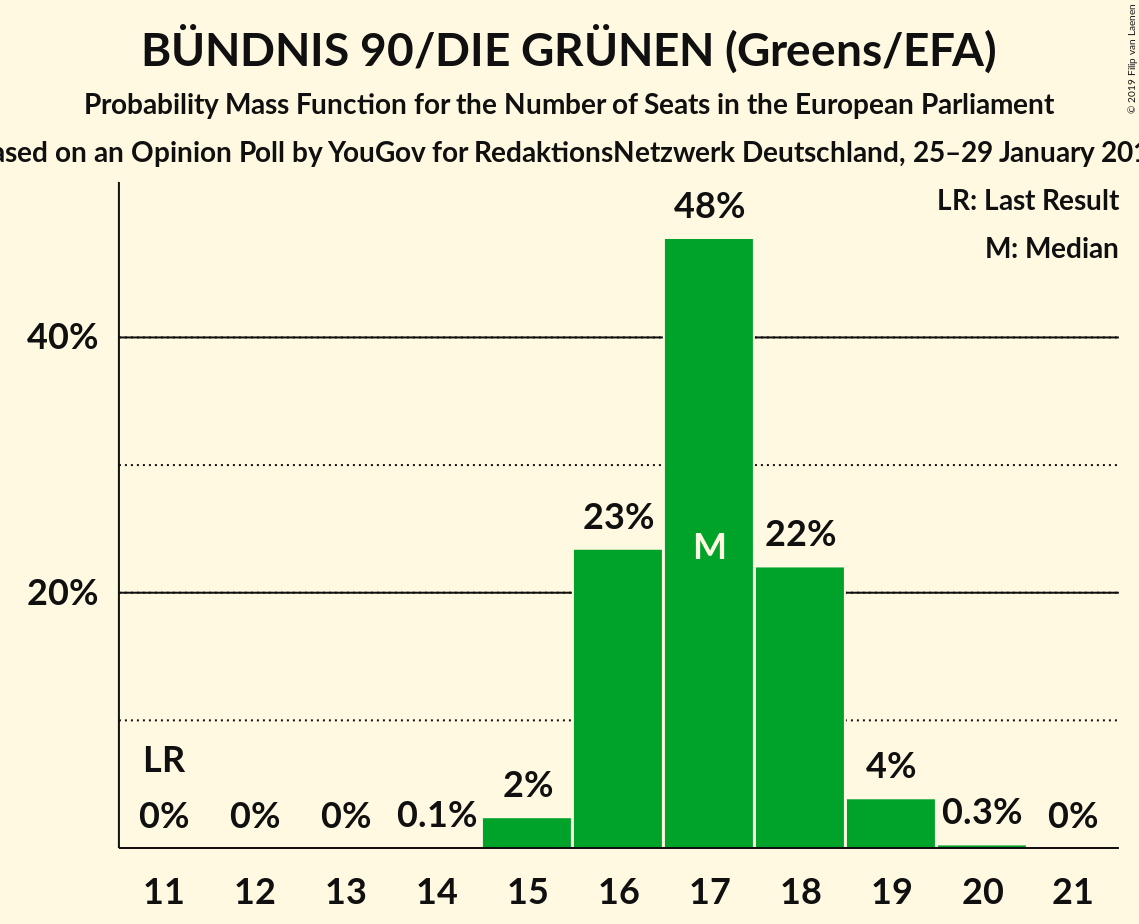 BÜNDNIS 90/DIE GRÜNEN (Greens/EFA)
Probability Mass Function for the Number of Seats in the European Parliament
ased on an Opinion Poll by YouGov for RedaktionsNetzwerk Deutschland, 25–29 January 201
© 2019 Filip van Laenen
LR: Last Result
M: Median
48%
40%
23%
M
22%
20%
LR
0%
0%
0%
0.1%
2%
4%
0.3%
0%
11 12 13 14 15 16 17 18 19 20 21